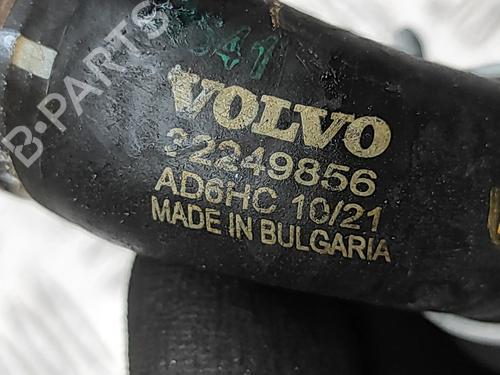 B-PARTS
VOLVO
32249856
AD6HC 10/21
MADE IN BULGARIA